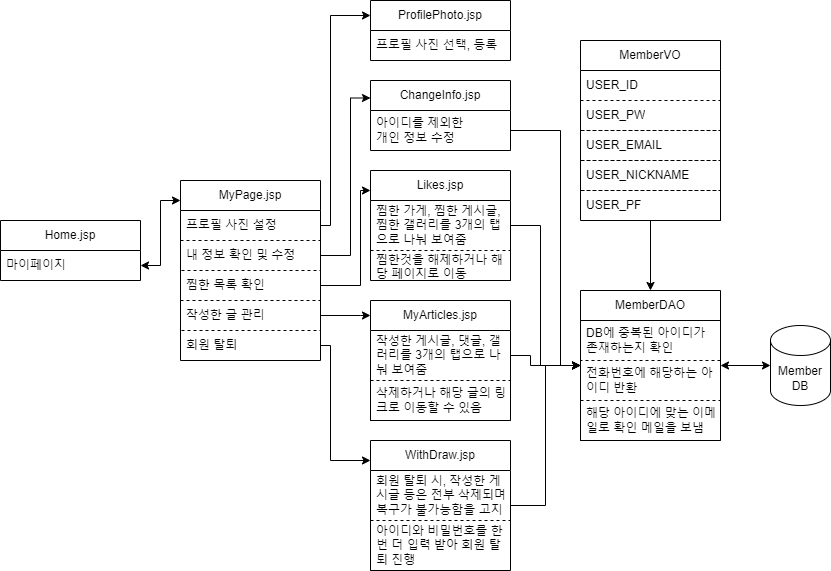 Home.jsp
마이페이지
MyPage.jsp
프로필 사진 설정
내 정보 확인 및 수정
찜한 목록 확인
작성한 글 관리
회원 탈퇴
ProfilePhoto.jsp
프로필 사진 선택, 등록
ChangeInfo.jsp
아이디를 제외한
개인 정보 수정
Likes.jsp
찜한 가게, 찜한 게시글,
찜한 갤러리를 3개의 탭
으로 나눠 보여줌
찜한것을 해제하거나 해
당 페이지로 이동
MyArticles.jsp
작성한 게시글, 댓글, 갤
러리를 3개의 탭으로 나
눠 보여줌
삭제하거나 해당 글의 링
크로 이동할 수 있음
WithDraw.jsp
회원 탈퇴 시, 작성한 게
시글 등은 전부 삭제되며
복구가 불가능함을 고지
아이디와 비밀번호를 한
번 더 입력 받아 회원 탈
퇴 진행
MemberVO
USER_ID
USER_PW
USER_EMAIL
USER_NICKNAME
USER_PF
MemberDAO
DB에 중복된 아이디가
존재하는지 확인
전화번호에 해당하는 아
이디 반환
해당 아이디에 맞는 이메
일로 확인 메일을 보냄
Member
DB